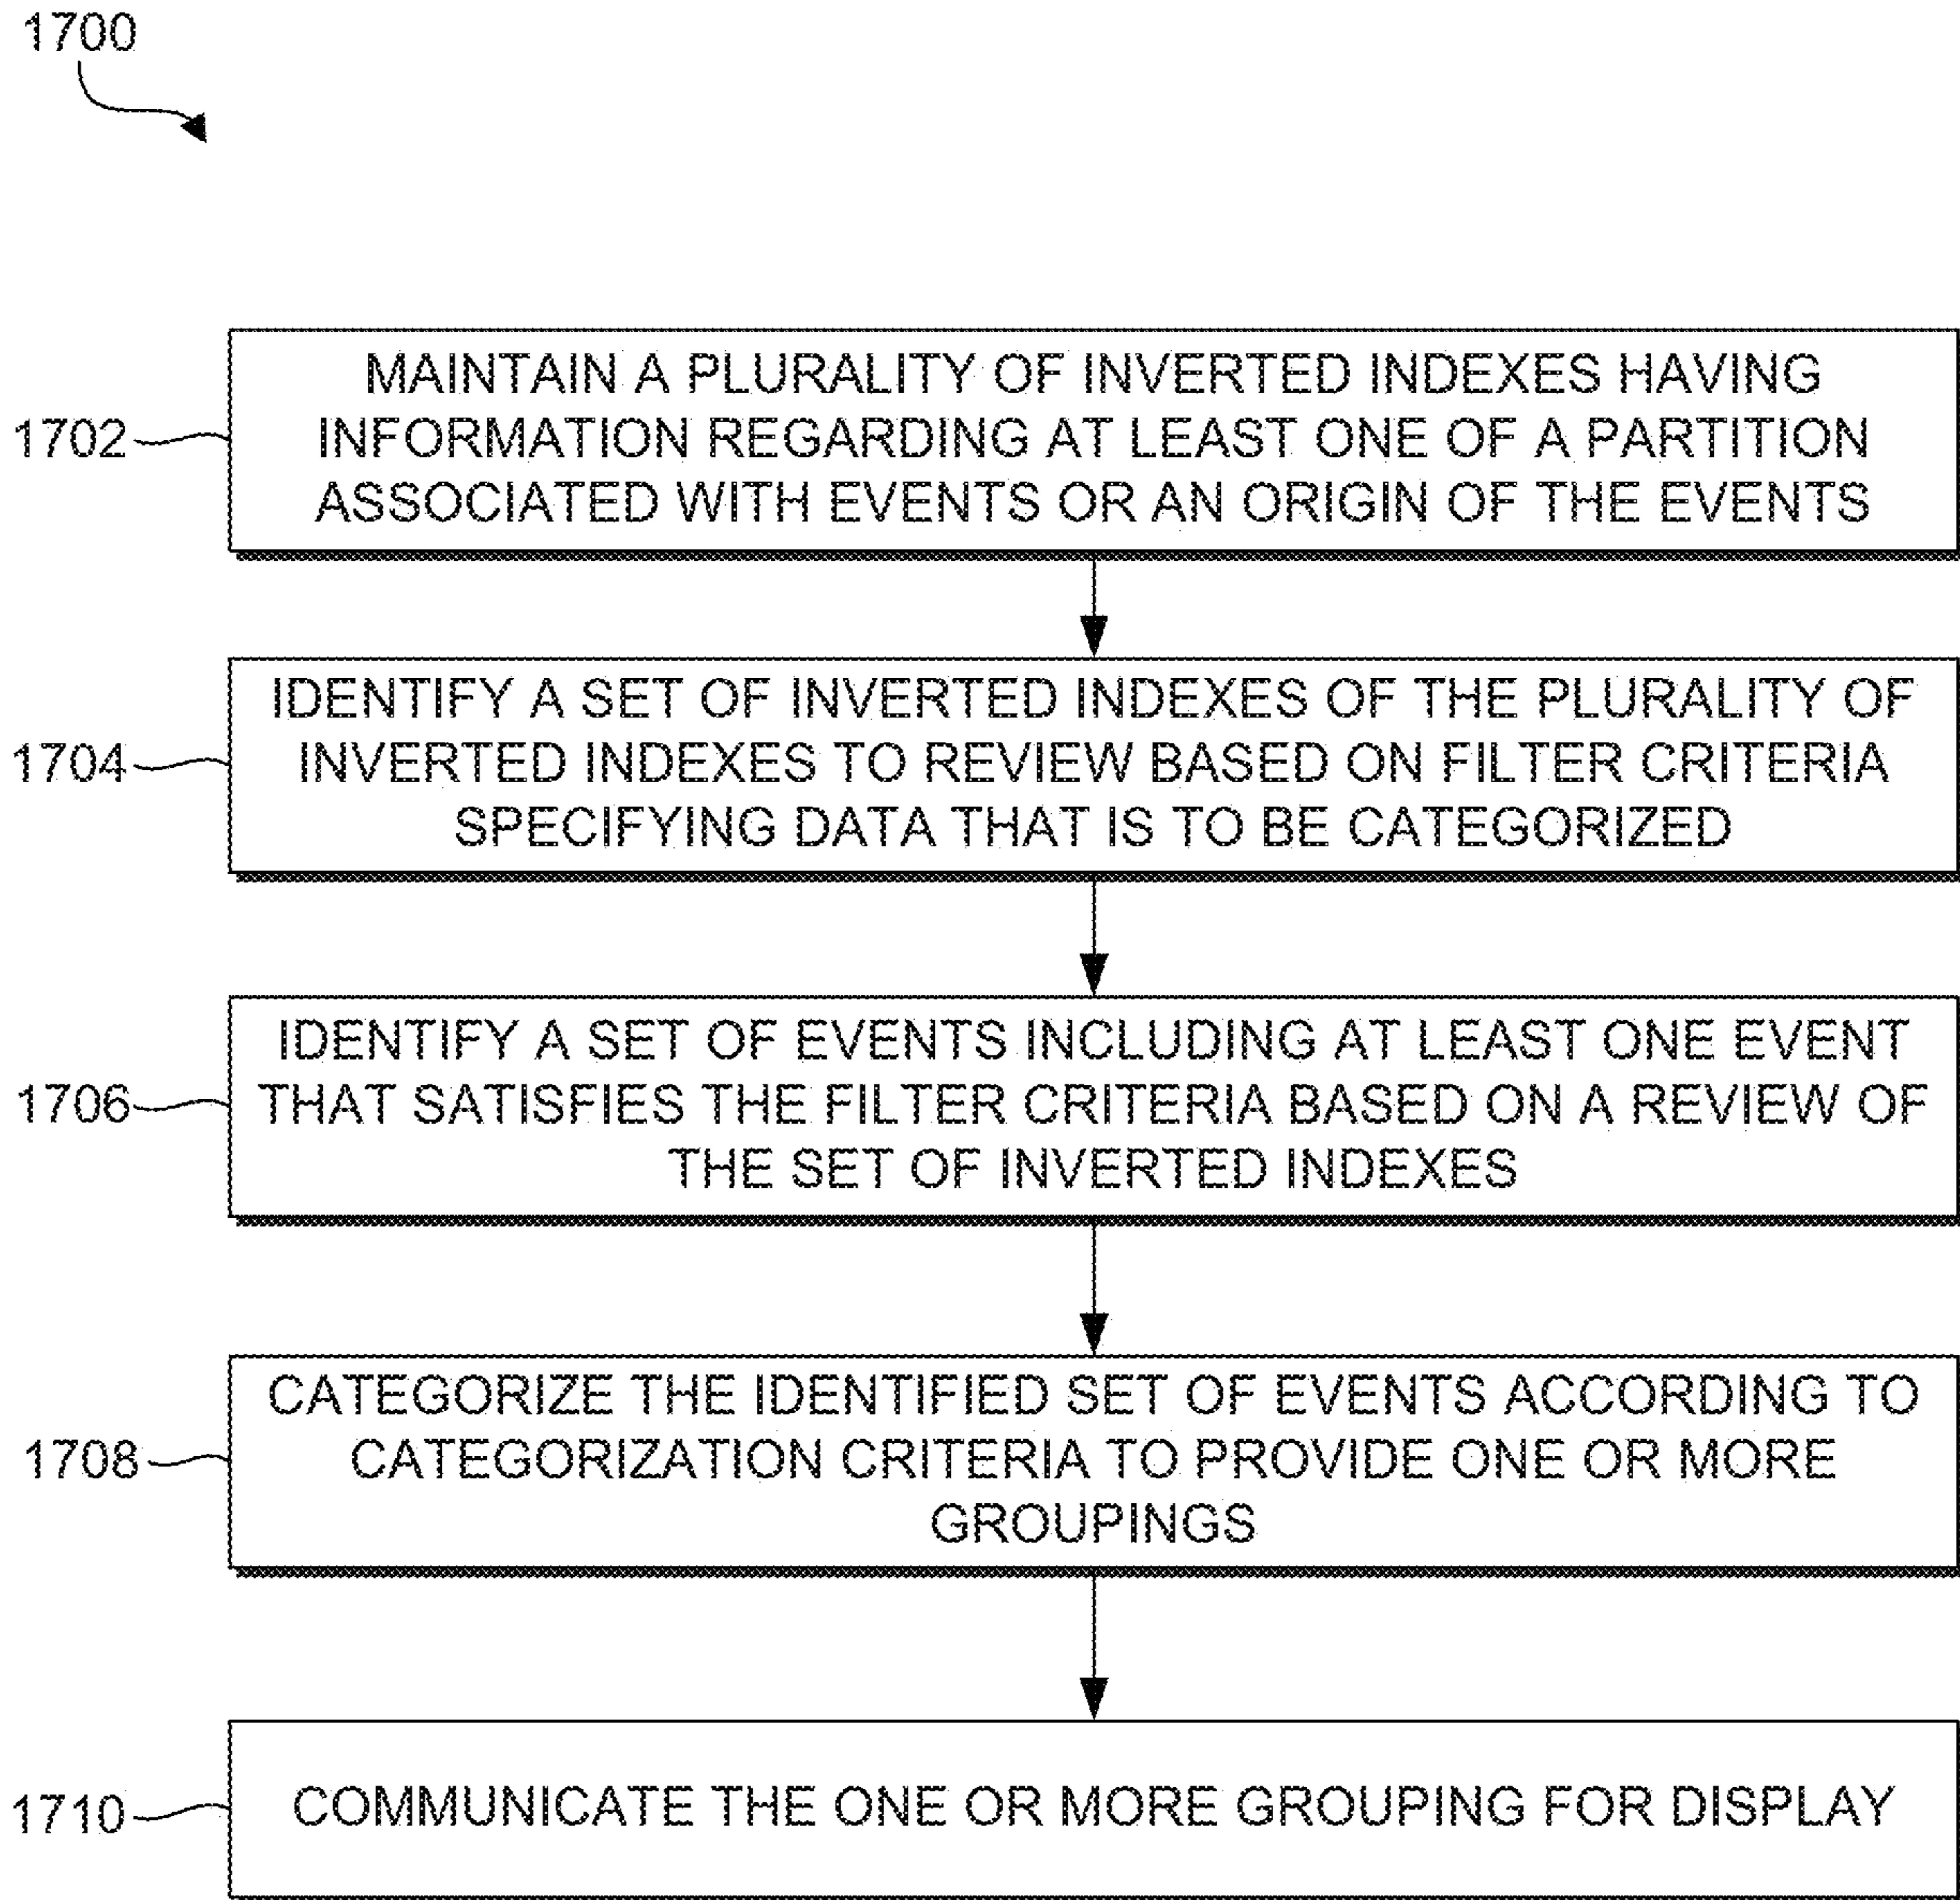 1700
MAINTAIN A PLURALITY OF INVERTED INDEXES HAVING
1702
INFORMATION REGARDING AT LEAST ONE OF A PARTITION
ASSOCIATED WITH EVENTS OR AN ORIGIN OF THE EVENTS
IDENTIFY A SET OF INVERTED INDEXES OF THE PLURALITY OF
1704
INVERTED INDEXES TO REVIEW BASED ON FILTER CRITERIA
SPECIFYING DATA THAT IS TO BE CATEGORIZED
IDENTIFY A SET OF EVENTS INCLUDING AT LEAST ONE EVENT
1706
THAT SATISFIES THE FILTER CRITERIA BASED ON A REVIEW OF
THE SET OF INVERTED INDEXES
CATEGORIZE THE IDENTIFIED SET OF EVENTS ACCORDING TO
1708
CATEGORIZATION CRITERIA TO PROVIDE ONE OR MORE
GROUPINGS
1710
COMMUNICATE THE ONE OR MORE GROUPING FOR DISPLAY